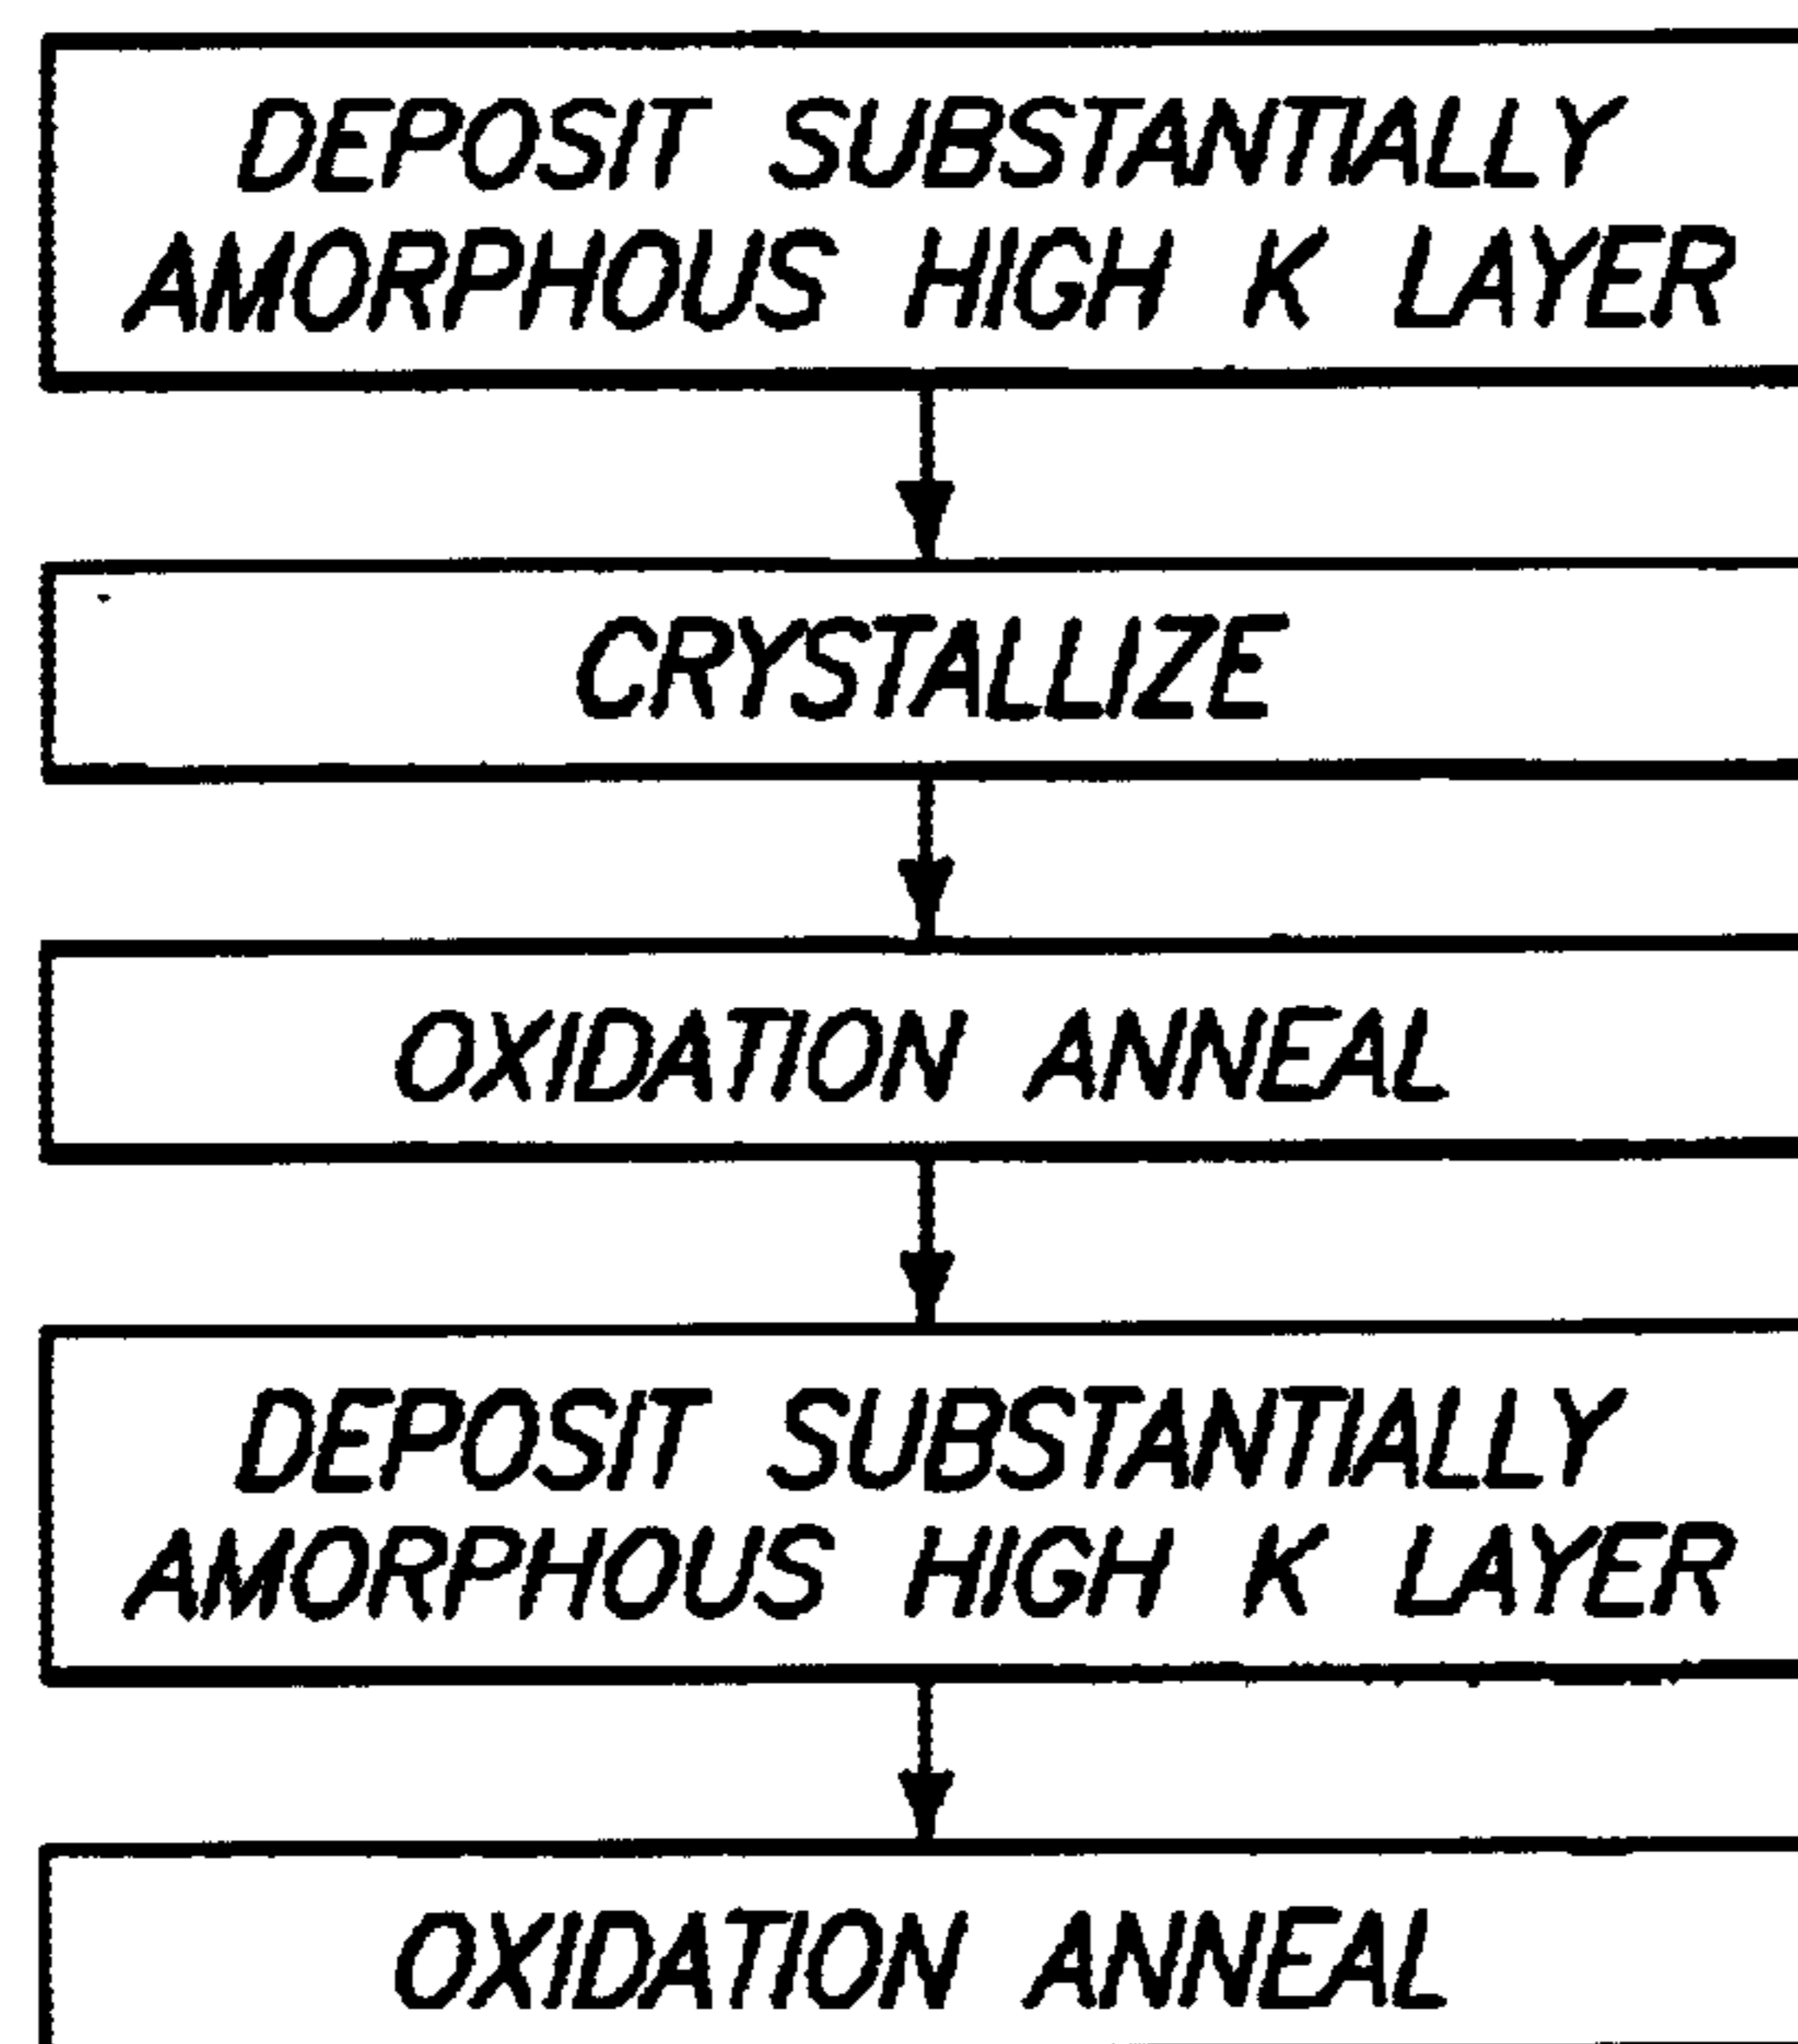 DEPOSIT SUBSTANTIALLY
AMORPHOUS HIGH K LAYER
CRYSTALLIZE
OXIDATION ANNEAL
DEPOSIT SUBSTANTIALLY
AMORPHOUS HIGH K LAYER
OXIDATION ANNEAL